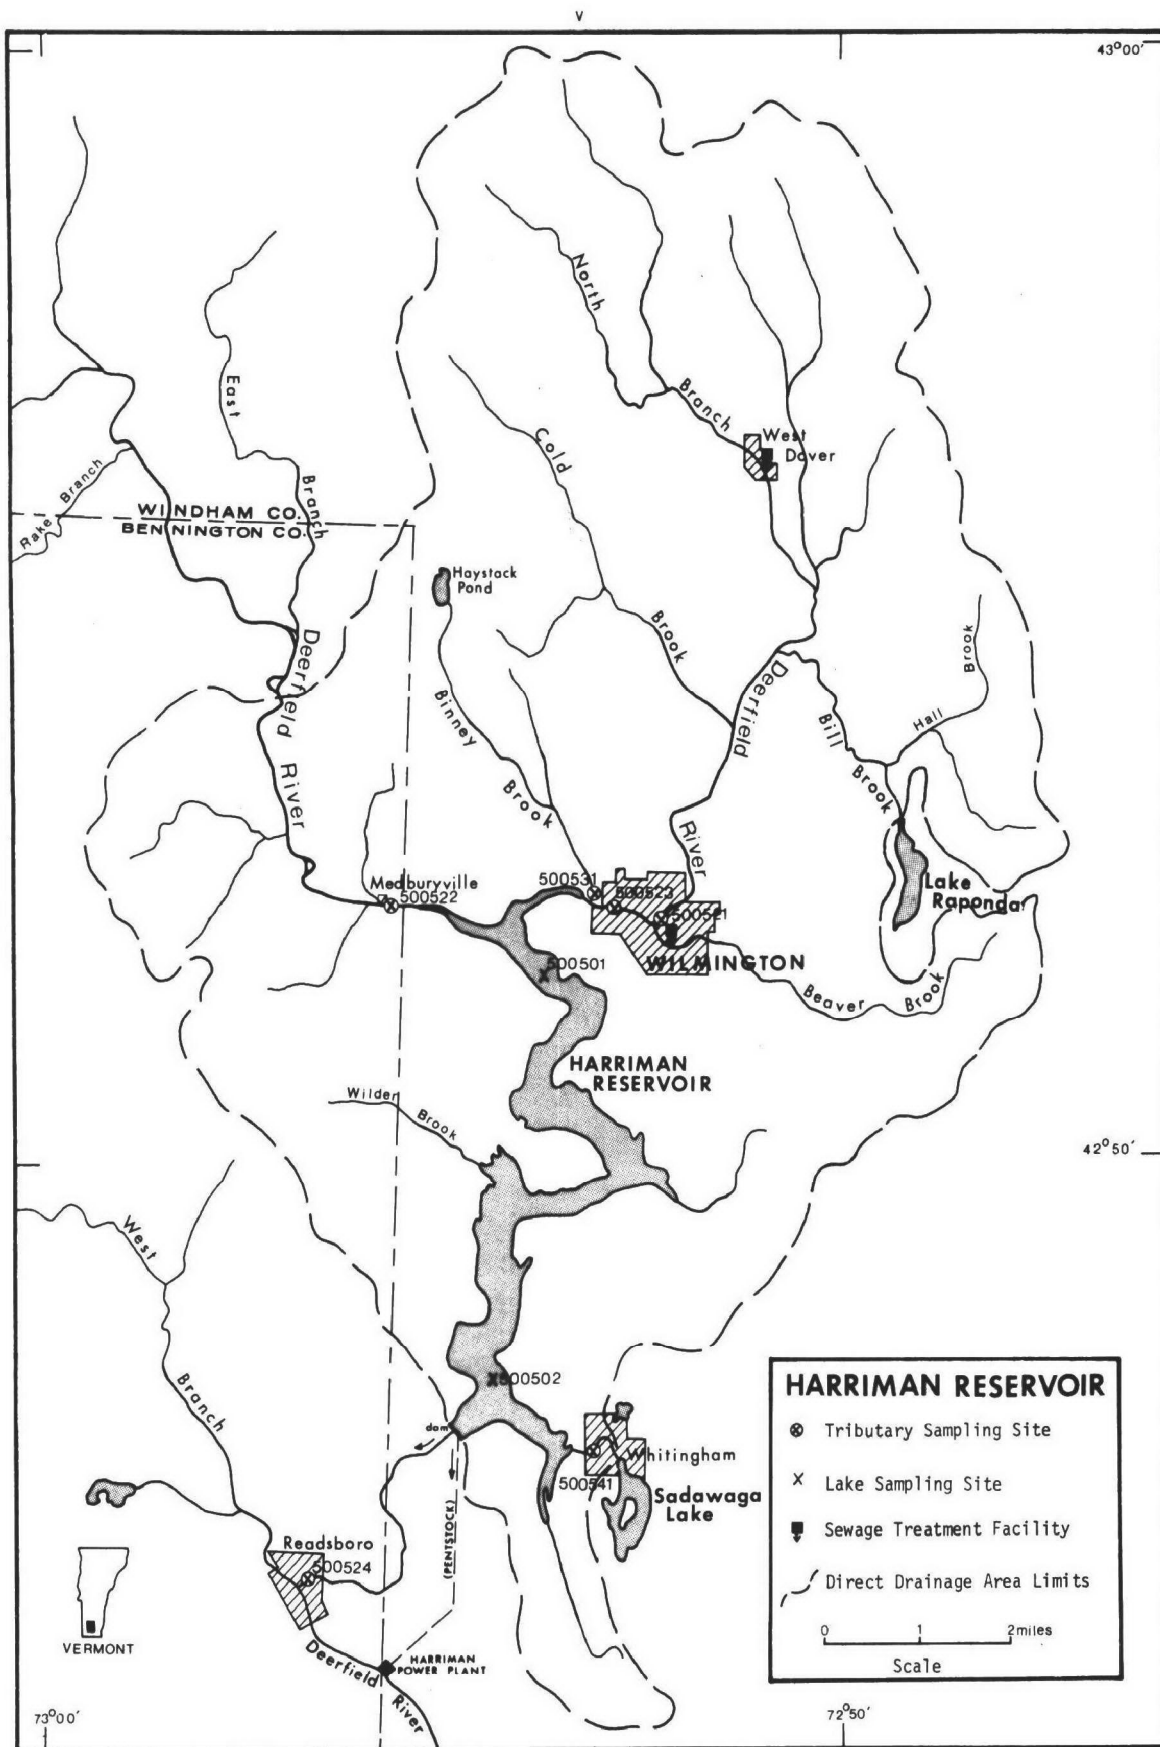 V
43°00'
North
Branch
West
Dover
East
Branch
Cold
Brook
Rake Branch
WINDHAM CO.
BENNINGTON CO.
Haystack
Pond
Binney
Brook
Deerfield
River
Deerfield
River
Bill
Brook
Hall
Brook
Medburyville
500522
500531
500523
500521
WILMINGTON
Lake
Raponda
Beaver Brook
500501
HARRIMAN
RESERVOIR
Wilder
Brook
42°50'
West
Branch
500502
dam
(PENTSTOCK)
Whitingham
500541
Sadawaga
Lake
Readsboro
500524
VERMONT
Deerfield
River
HARRIMAN
POWER PLANT
73°00'
72°50'
HARRIMAN RESERVOIR
Tributary Sampling Site
X Lake Sampling Site
Sewage Treatment Facility
Direct Drainage Area Limits
0 1 2miles
Scale